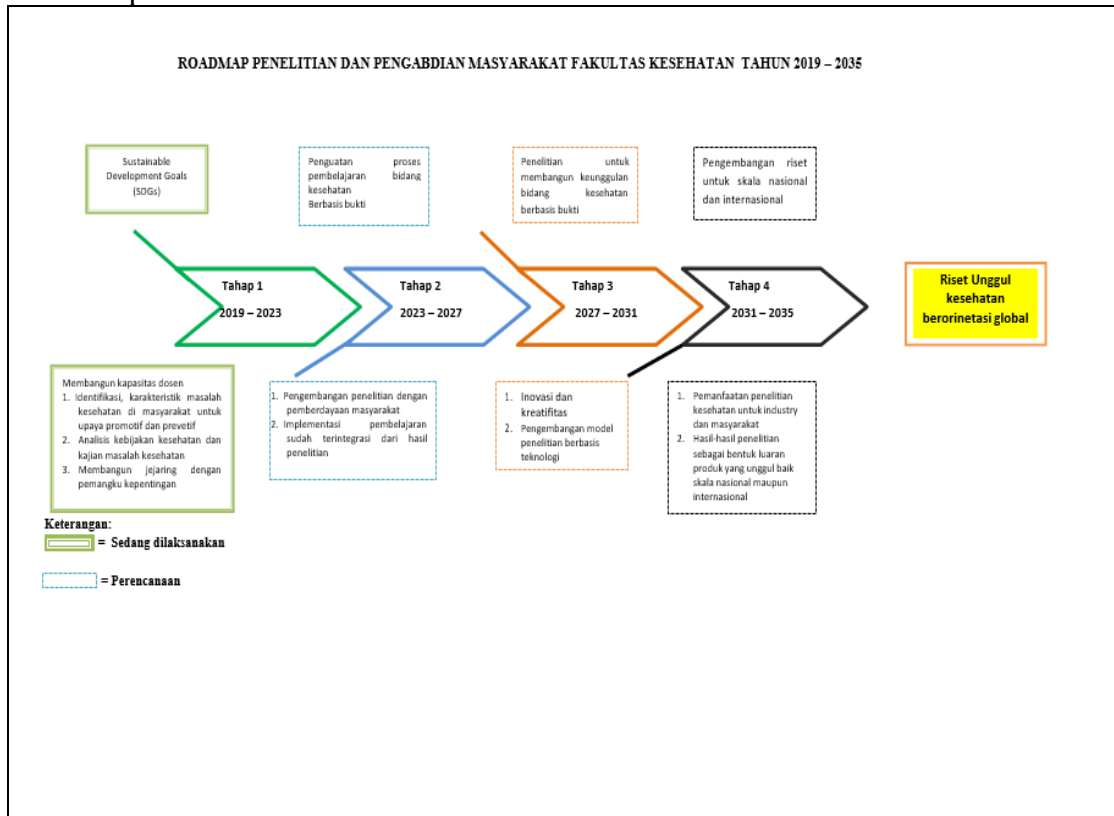 ROADMAP PENELITIAN DAN PENGABDIAN MASYARAKAT FAKULTAS KESEHATAN TAHUN 2019 – 2035
Sustainable
Development Goals
(SDGs)
Penguatan proses
pembelajaran bidang
kesehatan
Berbasis bukti
Penelitian untuk
membangun keunggulan
bidang kesehatan
berbasis bukti
Pengembangan riset
untuk skala nasional
dan internasional
Tahap 1
2019 – 2023
Tahap 2
2023 – 2027
Tahap 3
2027 – 2031
Tahap 4
2031 – 2035
Riset Unggul
kesehatan
berorinetasi global
Membangun kapasitas dosen
1. Identifikasi, karakteristik masalah
kesehatan di masyarakat untuk
upaya promotif dan prevetif
2. Analisis kebijakan kesehatan dan
kajian masalah kesehatan
3. Membangun jejaring dengan
pemangku kepentingan
1. Pengembangan penelitian dengan
pemberdayaan masyarakat
2. Implementasi pembelajaran
sudah terintegrasi dari hasil
penelitian
1. Inovasi dan
kreatifitas
2. Pengembangan model
penelitian berbasis
teknologi
1. Pemanfaatan penelitian
kesehatan untuk industry
dan masyarakat
2. Hasil-hasil penelitian
sebagai bentuk luaran
produk yang unggul baik
skala nasional maupun
internasional
Keterangan:
= Sedang dilaksanakan
= Perencanaan